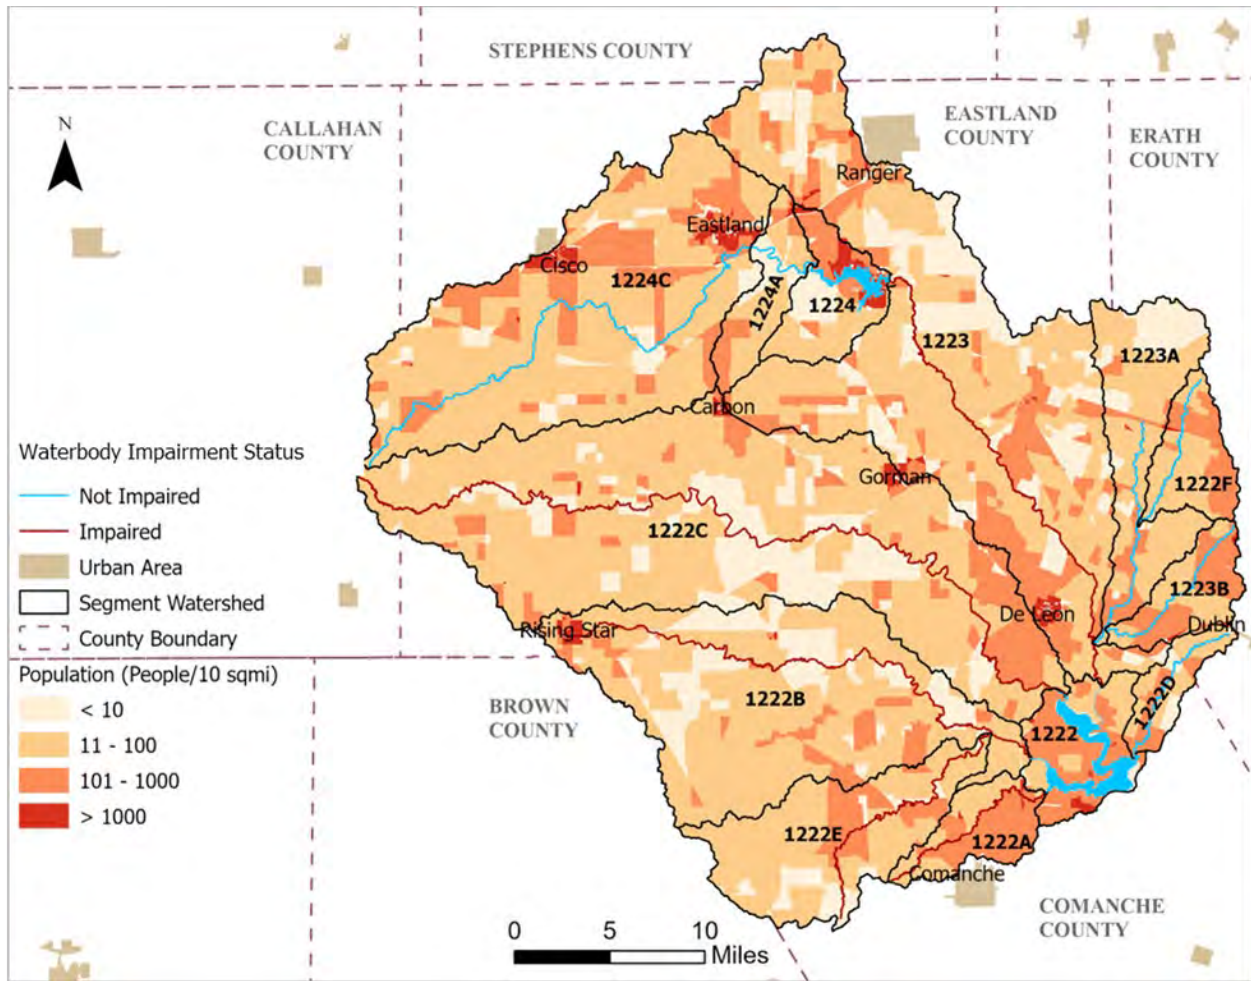 STEPHENS COUNTY
CALLAHAN
COUNTY
EASTLAND
COUNTY
ERATH
COUNTY
N
Ranger
Eastland
Cisco
1224C
1224A
1224
1223
1223A
Carbon
Waterbody Impairment Status
Not Impaired
Impaired
Urban Area
Segment Watershed
County Boundary
Gorman
1222F
1222C
1223B
De Leon
Dublin
Rising Star
Population (People/10 sqmi)
< 10
11 - 100
101 - 1000
> 1000
1222B
BROWN
COUNTY
1222D
1222
1222E
1222A
Comanche
COMANCHE
COUNTY
0 5 10
Miles